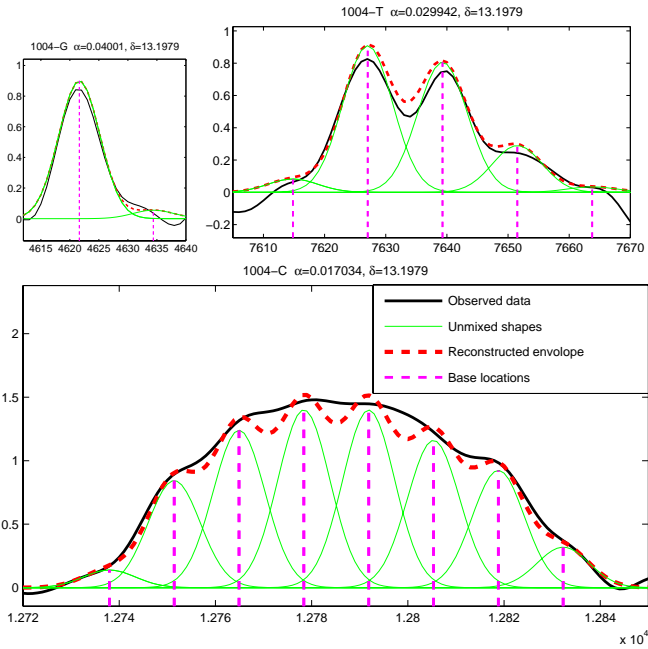 1004−T α=0.029942, δ=13.1979
1004−G α=0.04001, δ=13.1979
1
0.8
0.6
0.4
0.2
0
4615 4620 4625 4630 4635 4640
1
0.8
0.6
0.4
0.2
0
−0.2
7610 7620 7630 7640 7650 7660 7670
1004−C α=0.017034, δ=13.1979
2
1.5
1
0.5
0
Observed data
Unmixed shapes
Reconstructed envolope
Base locations
1.272 1.274 1.276 1.278 1.28 1.282 1.284
x 10⁴